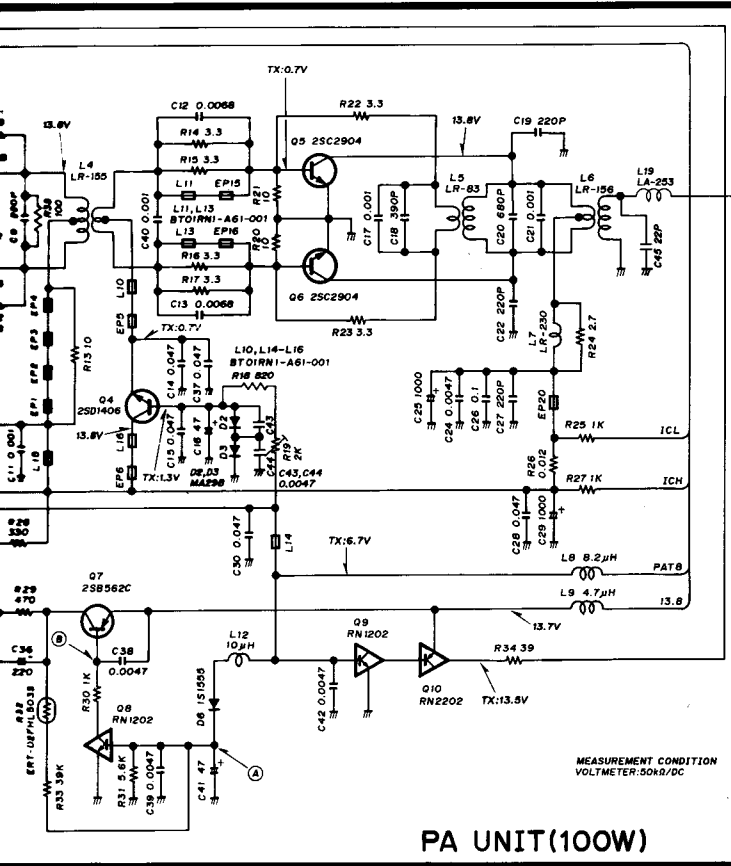 TX:0.7V
C12 0.0068
R22 3.3
C19 220P
13.8V
13.8V
R14 3.3
Q5 2SC2904
L4
LR-155
R15 3.3
L5
LR-83
L6
LR-156
L19
LA-253
L11 EP15
R21
10
L11, L13
BT01RN1-A61-001
L13 EP16
R38
100
C40 0.001
R20
10
C17 0.001
C18 390P
C20 680P
C21 0.001
C45 22P
R16 3.3
R17 3.3
C13 0.0068
Q6 2SC2904
L10
EP5
EP4
EP3
EP2
EP1
R23 3.3
C22 220P
L7
LR-230
R24 2.7
TX:0.7V
R13 10
L10, L14-L16
BT01RN1-A61-001
R18 820
C14 0.047
C37 0.047
Q4
2SD1406
C25 1000
C24 0.0047
C26 0.1
C27 220P
EP20
13.8V
L16
EP6
C15 0.047
C16 47
D2
D3
C43
C44
R19
2K
R25 1K
ICL
C11 0.001
L18
TX:1.3V
D2,D3
MA29B
C43,C44
0.0047
R26
0.012
R27 1K
ICH
R28
330
C30 0.047
L14
TX:6.7V
C28 0.047
C29 1000
L8 8.2μH
PAT8
Q7
2SB562C
R29
470
L9 4.7μH
13.8
13.7V
C36
220
B
C38
0.0047
L12
10μH
Q9
RN1202
R34 39
R30 1K
Q8
RN1202
D6 1S1555
C42 0.0047
Q10
RN2202
TX:13.5V
R32
R33 39K
R31 5.6K
C39 0.0047
C41 47
A
MEASUREMENT CONDITION
VOLTMETER:50kΩ/DC
PA UNIT(100W)